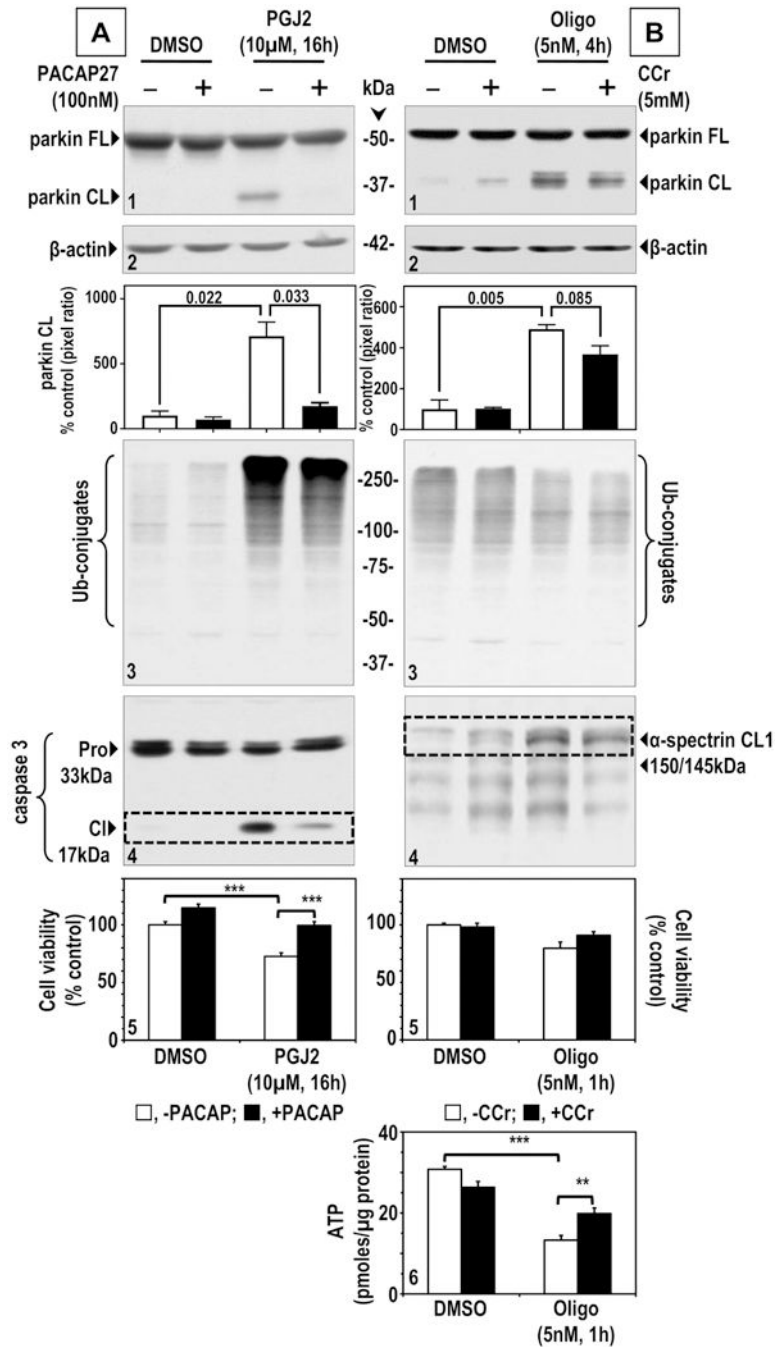 A
B
PGJ2
(10µM, 16h)
DMSO
PACAP27
(100nM)
– + – +
Oligo
(5nM, 4h)
DMSO
CCr
(5mM)
– + – +
kDa
parkin FL
-50-
parkin FL
parkin CL
-37-
parkin CL
1
1
β-actin
-42-
β-actin
2
2
parkin CL
% control (pixel ratio)
1000
500
0
0.022
0.033
% control (pixel ratio)
600
400
200
0
0.005
0.085
Ub-conjugates
-250-
-100-
-75-
-50-
-37-
Ub-conjugates
3
3
caspase 3
Pro
33kDa
Cl
17kDa
4
α-spectrin CL1
150/145kDa
4
Cell viability
(% control)
100
50
0
***
***
5
DMSO
PGJ2
(10µM, 16h)
□, -PACAP; ■, +PACAP
100
50
0
5
Cell viability
(% control)
DMSO
Oligo
(5nM, 1h)
□, -CCr; ■, +CCr
ATP
(pmoles/µg protein)
40
20
0
***
**
6
DMSO
Oligo
(5nM, 1h)